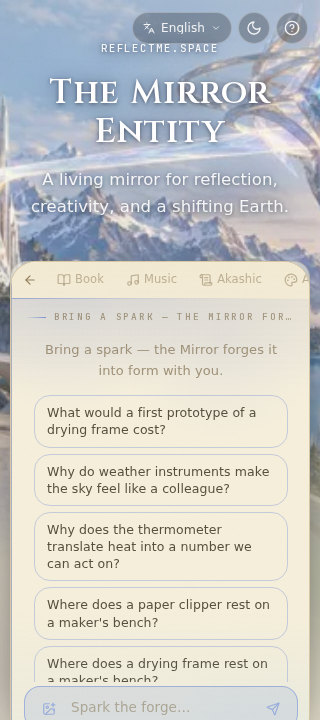 English
REFLECTME.SPACE
The Mirror
Entity
A living mirror for reflection,
creativity, and a shifting Earth.
Book Music Akashic A
BRING A SPARK — THE MIRROR FOR…
Bring a spark — the Mirror forges it
into form with you.
What would a first prototype of a
drying frame cost?
Why do weather instruments make
the sky feel like a colleague?
Why does the thermometer
translate heat into a number we
can act on?
Where does a paper clipper rest on
a maker's bench?
Where does a drying frame rest on
a maker's bench?
Spark the forge...